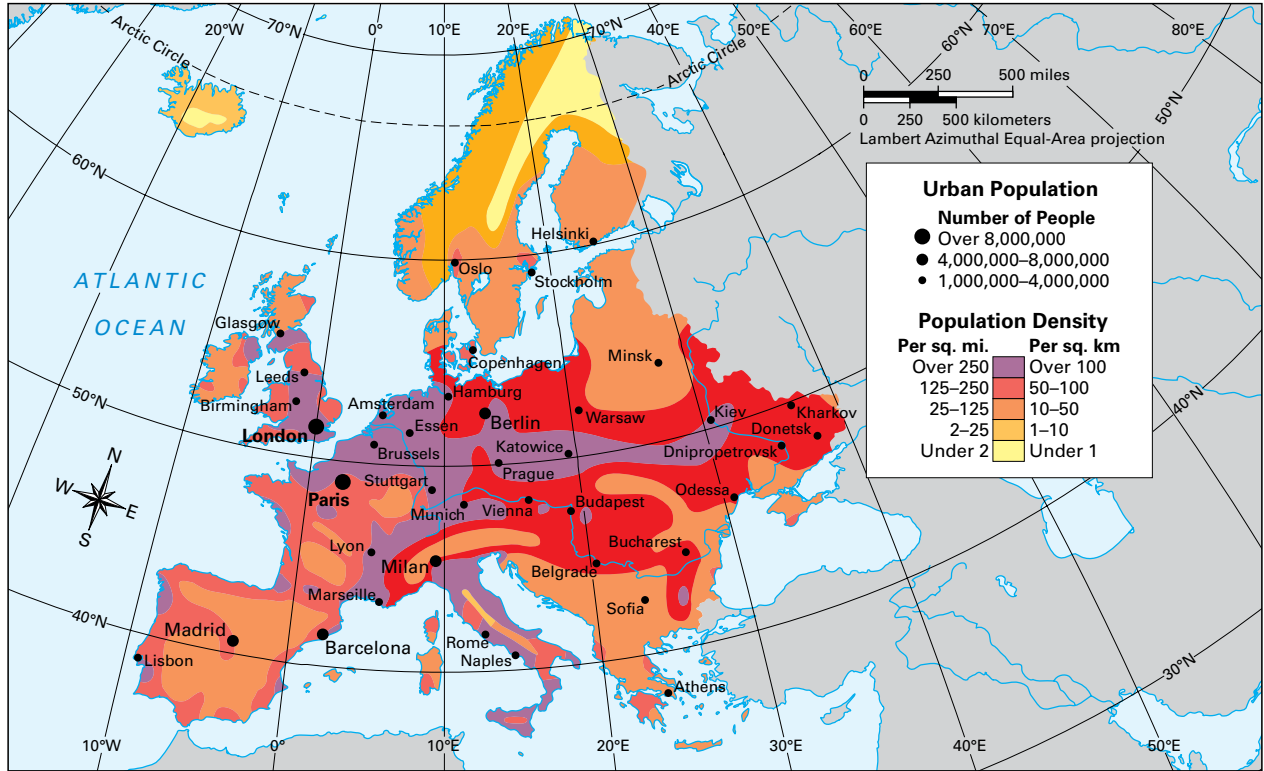 20°W
70°N
0°
10°E
20°E
70°N
40°E
50°E
60°N
70°E
80°E
Arctic Circle
Arctic Circle
0 250 500 miles
0 250 500 kilometers
Lambert Azimuthal Equal-Area projection
50°N
60°N
Urban Population
Number of People
Over 8,000,000
4,000,000–8,000,000
1,000,000–4,000,000
Population Density
Per sq. mi. Per sq. km
Over 250 Over 100
125–250 50–100
25–125 10–50
2–25 1–10
Under 2 Under 1
Helsinki
Oslo
Stockholm
ATLANTIC
OCEAN
Glasgow
Copenhagen
Minsk
Leeds
Birmingham
Hamburg
Amsterdam
50°N
40°N
London
Essen
Berlin
Warsaw
Kiev
Kharkov
Donetsk
Brussels
Katowice
Dnipropetrovsk
Prague
N
W
E
S
Paris
Stuttgart
Munich
Vienna
Budapest
Odessa
Lyon
Milan
Bucharest
Belgrade
Marseille
Sofia
40°N
Madrid
Barcelona
Rome
Naples
Lisbon
Athens
30°N
10°W
0°
10°E
20°E
30°E
40°E
50°E